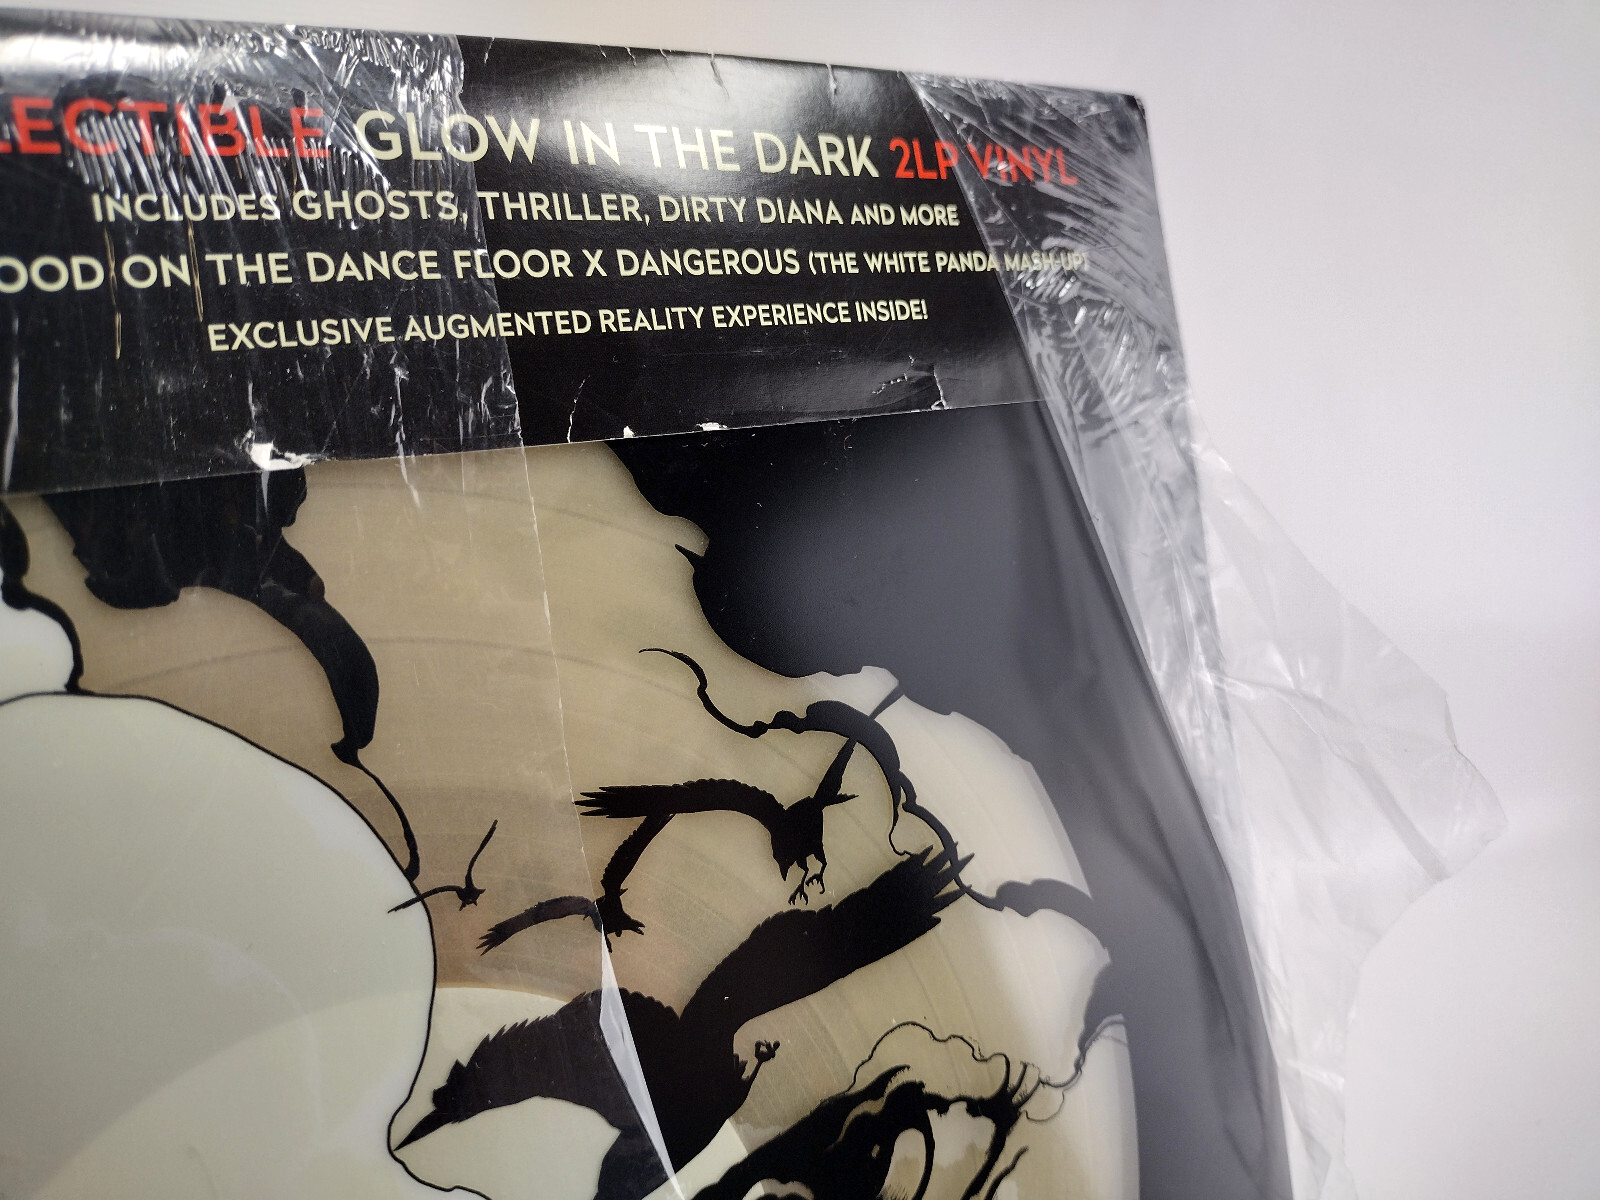 LECTIBLE GLOW IN THE DARK 2LP VINYL
INCLUDES GHOSTS, THRILLER, DIRTY DIANA AND MORE
OOD ON THE DANCE FLOOR X DANGEROUS (THE WHITE PANDA MASH-UP)
EXCLUSIVE AUGMENTED REALITY EXPERIENCE INSIDE!